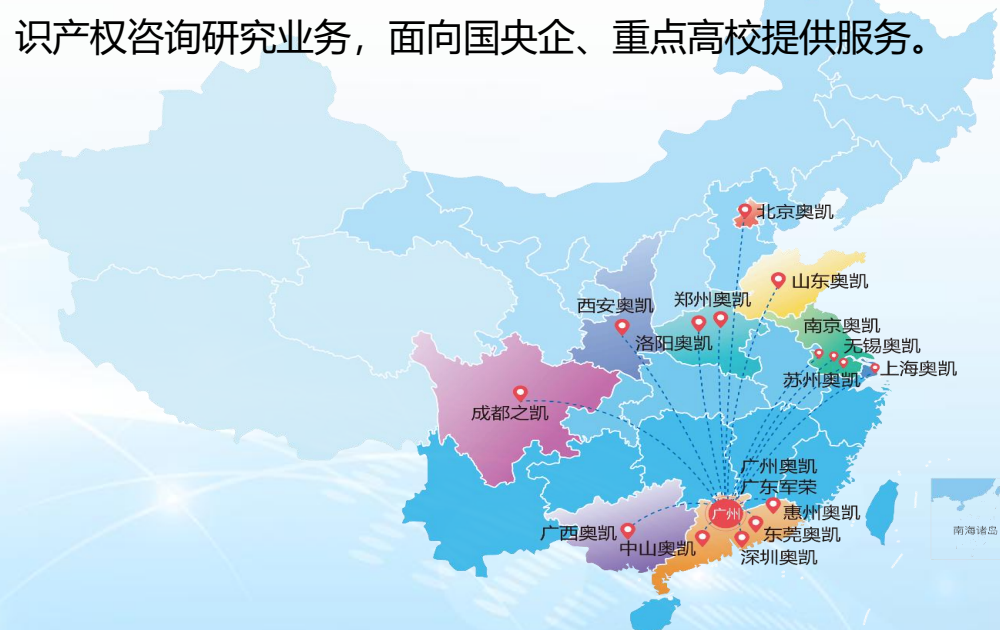 识产权咨询研究业务，面向国央企、重点高校提供服务。
北京奥凯
山东奥凯
西安奥凯
郑州奥凯
洛阳奥凯
南京奥凯
无锡奥凯
上海奥凯
苏州奥凯
成都之凯
广州奥凯
广东军荣
广州
惠州奥凯
东莞奥凯
深圳奥凯
中山奥凯
广西奥凯
南海诸岛